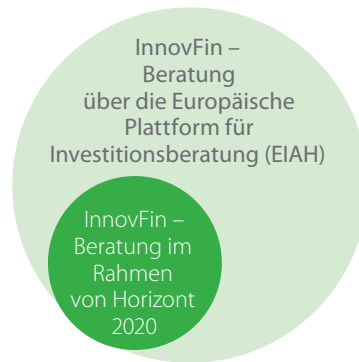 InnovFin –
Beratung
über die Europäische
Plattform für
Investitionsberatung (EIAH)
InnovFin –
Beratung im
Rahmen
von Horizont
2020